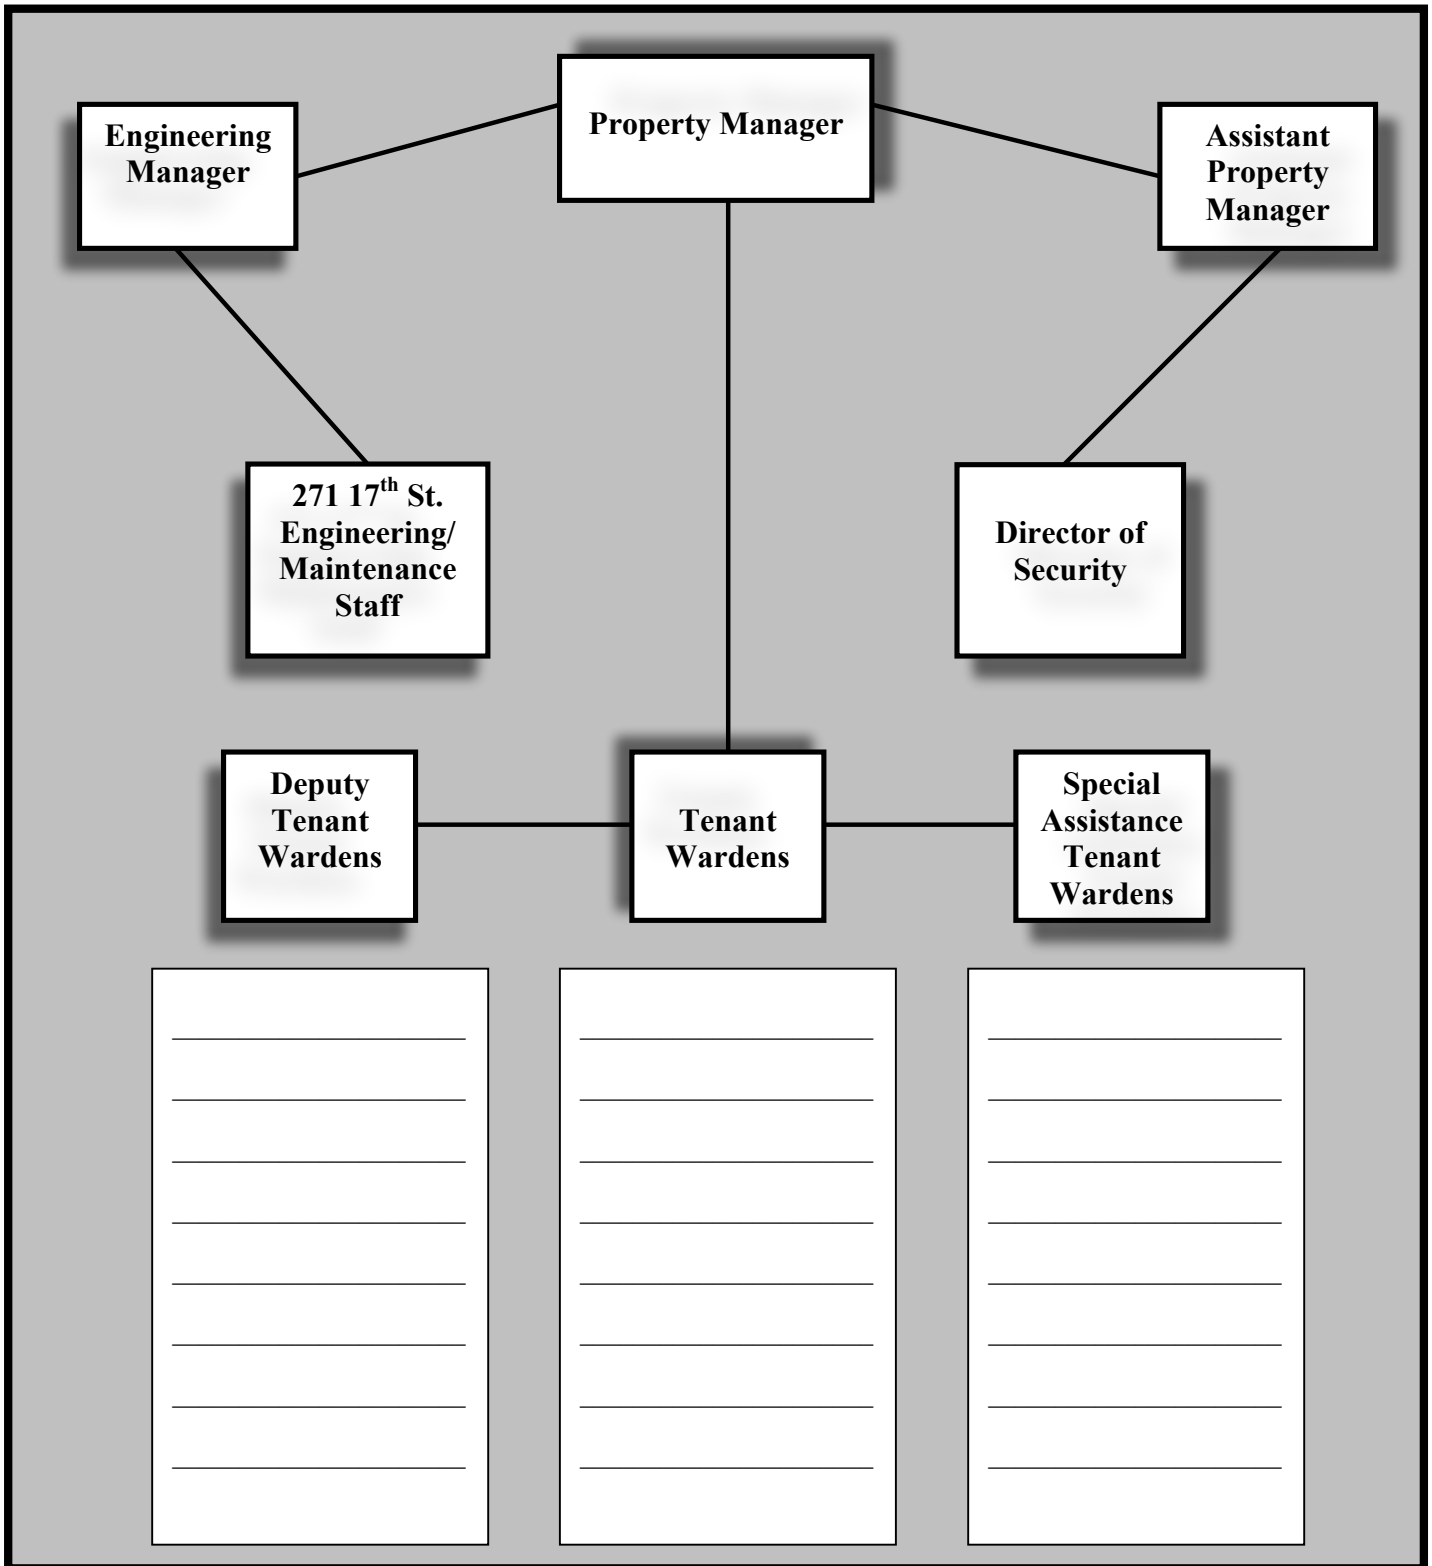 Property Manager
Engineering
Manager
Assistant
Property
Manager
271 17th St.
Engineering/
Maintenance
Staff
Director of
Security
Deputy
Tenant
Wardens
Tenant
Wardens
Special
Assistance
Tenant
Wardens